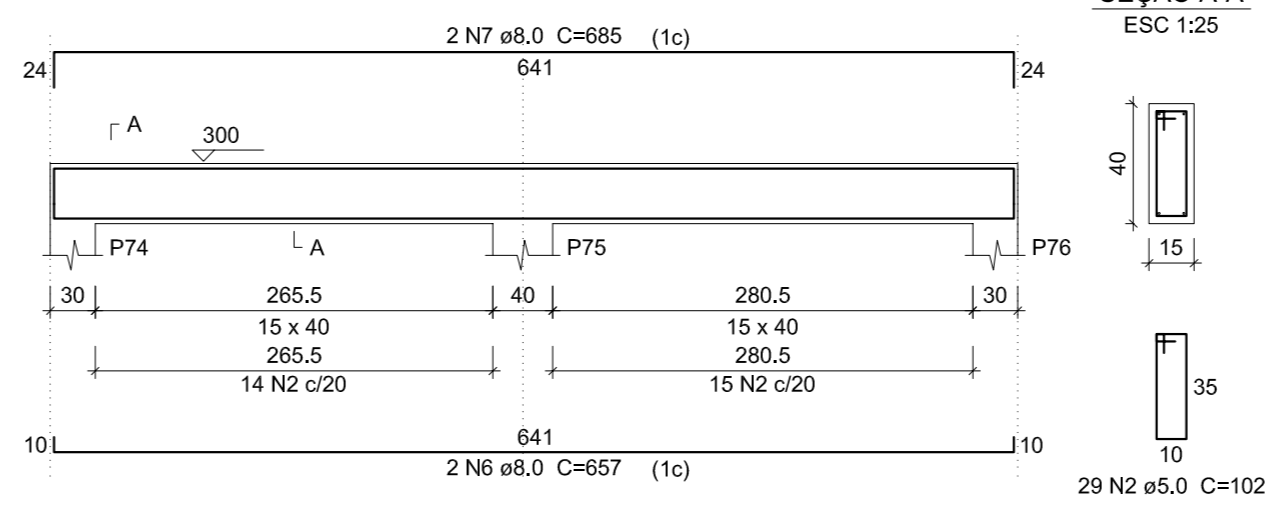 2 N7 ø8.0 C=685 (1c)
24 641 24
A
300
A
P74 P75 P76
30 265.5 40 280.5 30
15 x 40 15 x 40
265.5 280.5
14 N2 c/20 15 N2 c/20
10 641 10
2 N6 ø8.0 C=657 (1c)
ESC 1:25
40
15
35
10
29 N2 ø5.0 C=102